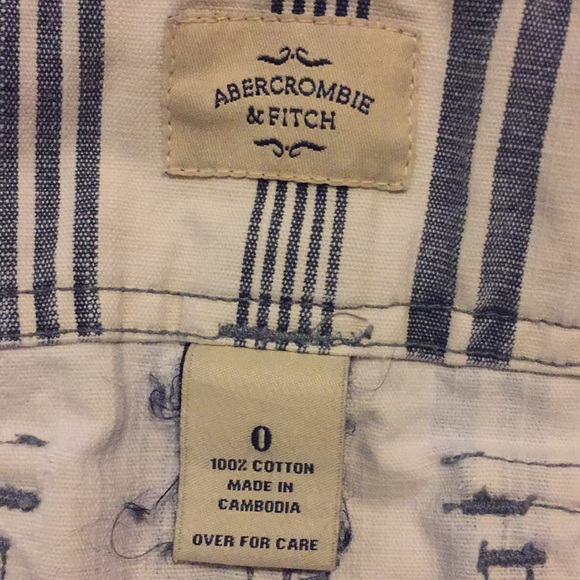 ABERCROMBIE
& FITCH
0
100% COTTON
MADE IN
CAMBODIA
OVER FOR CARE